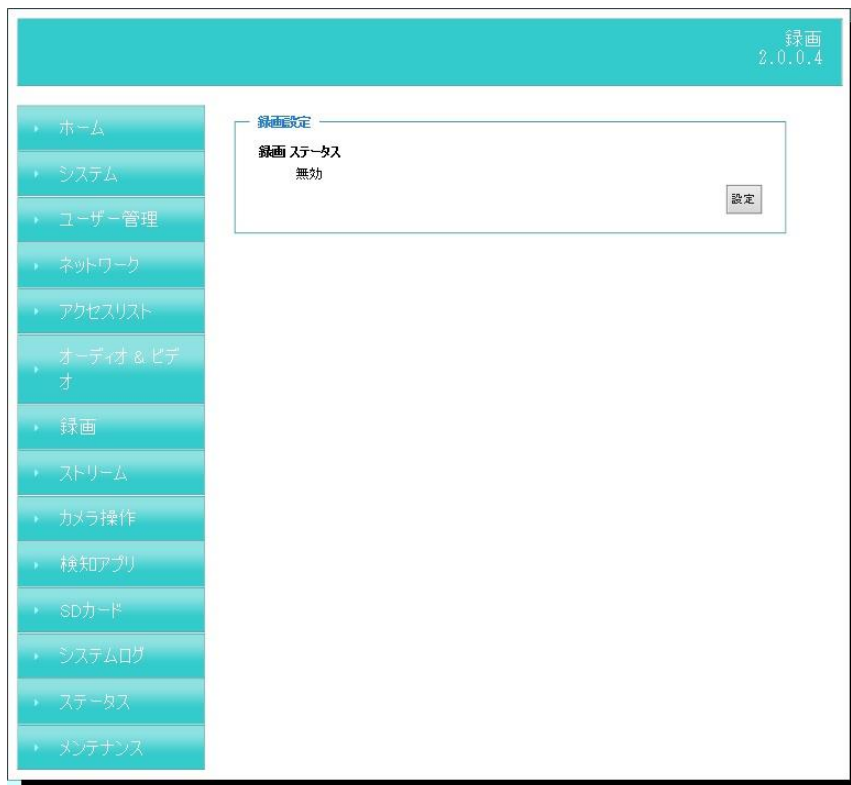 録画
2.0.0.4
ホーム
システム
ユーザー管理
ネットワーク
アクセスリスト
オーディオ & ビデ
オ
録画
ストリーム
カメラ操作
検知アプリ
SDカード
システムログ
ステータス
メンテナンス
録画設定
録画 ステータス
無効
設定